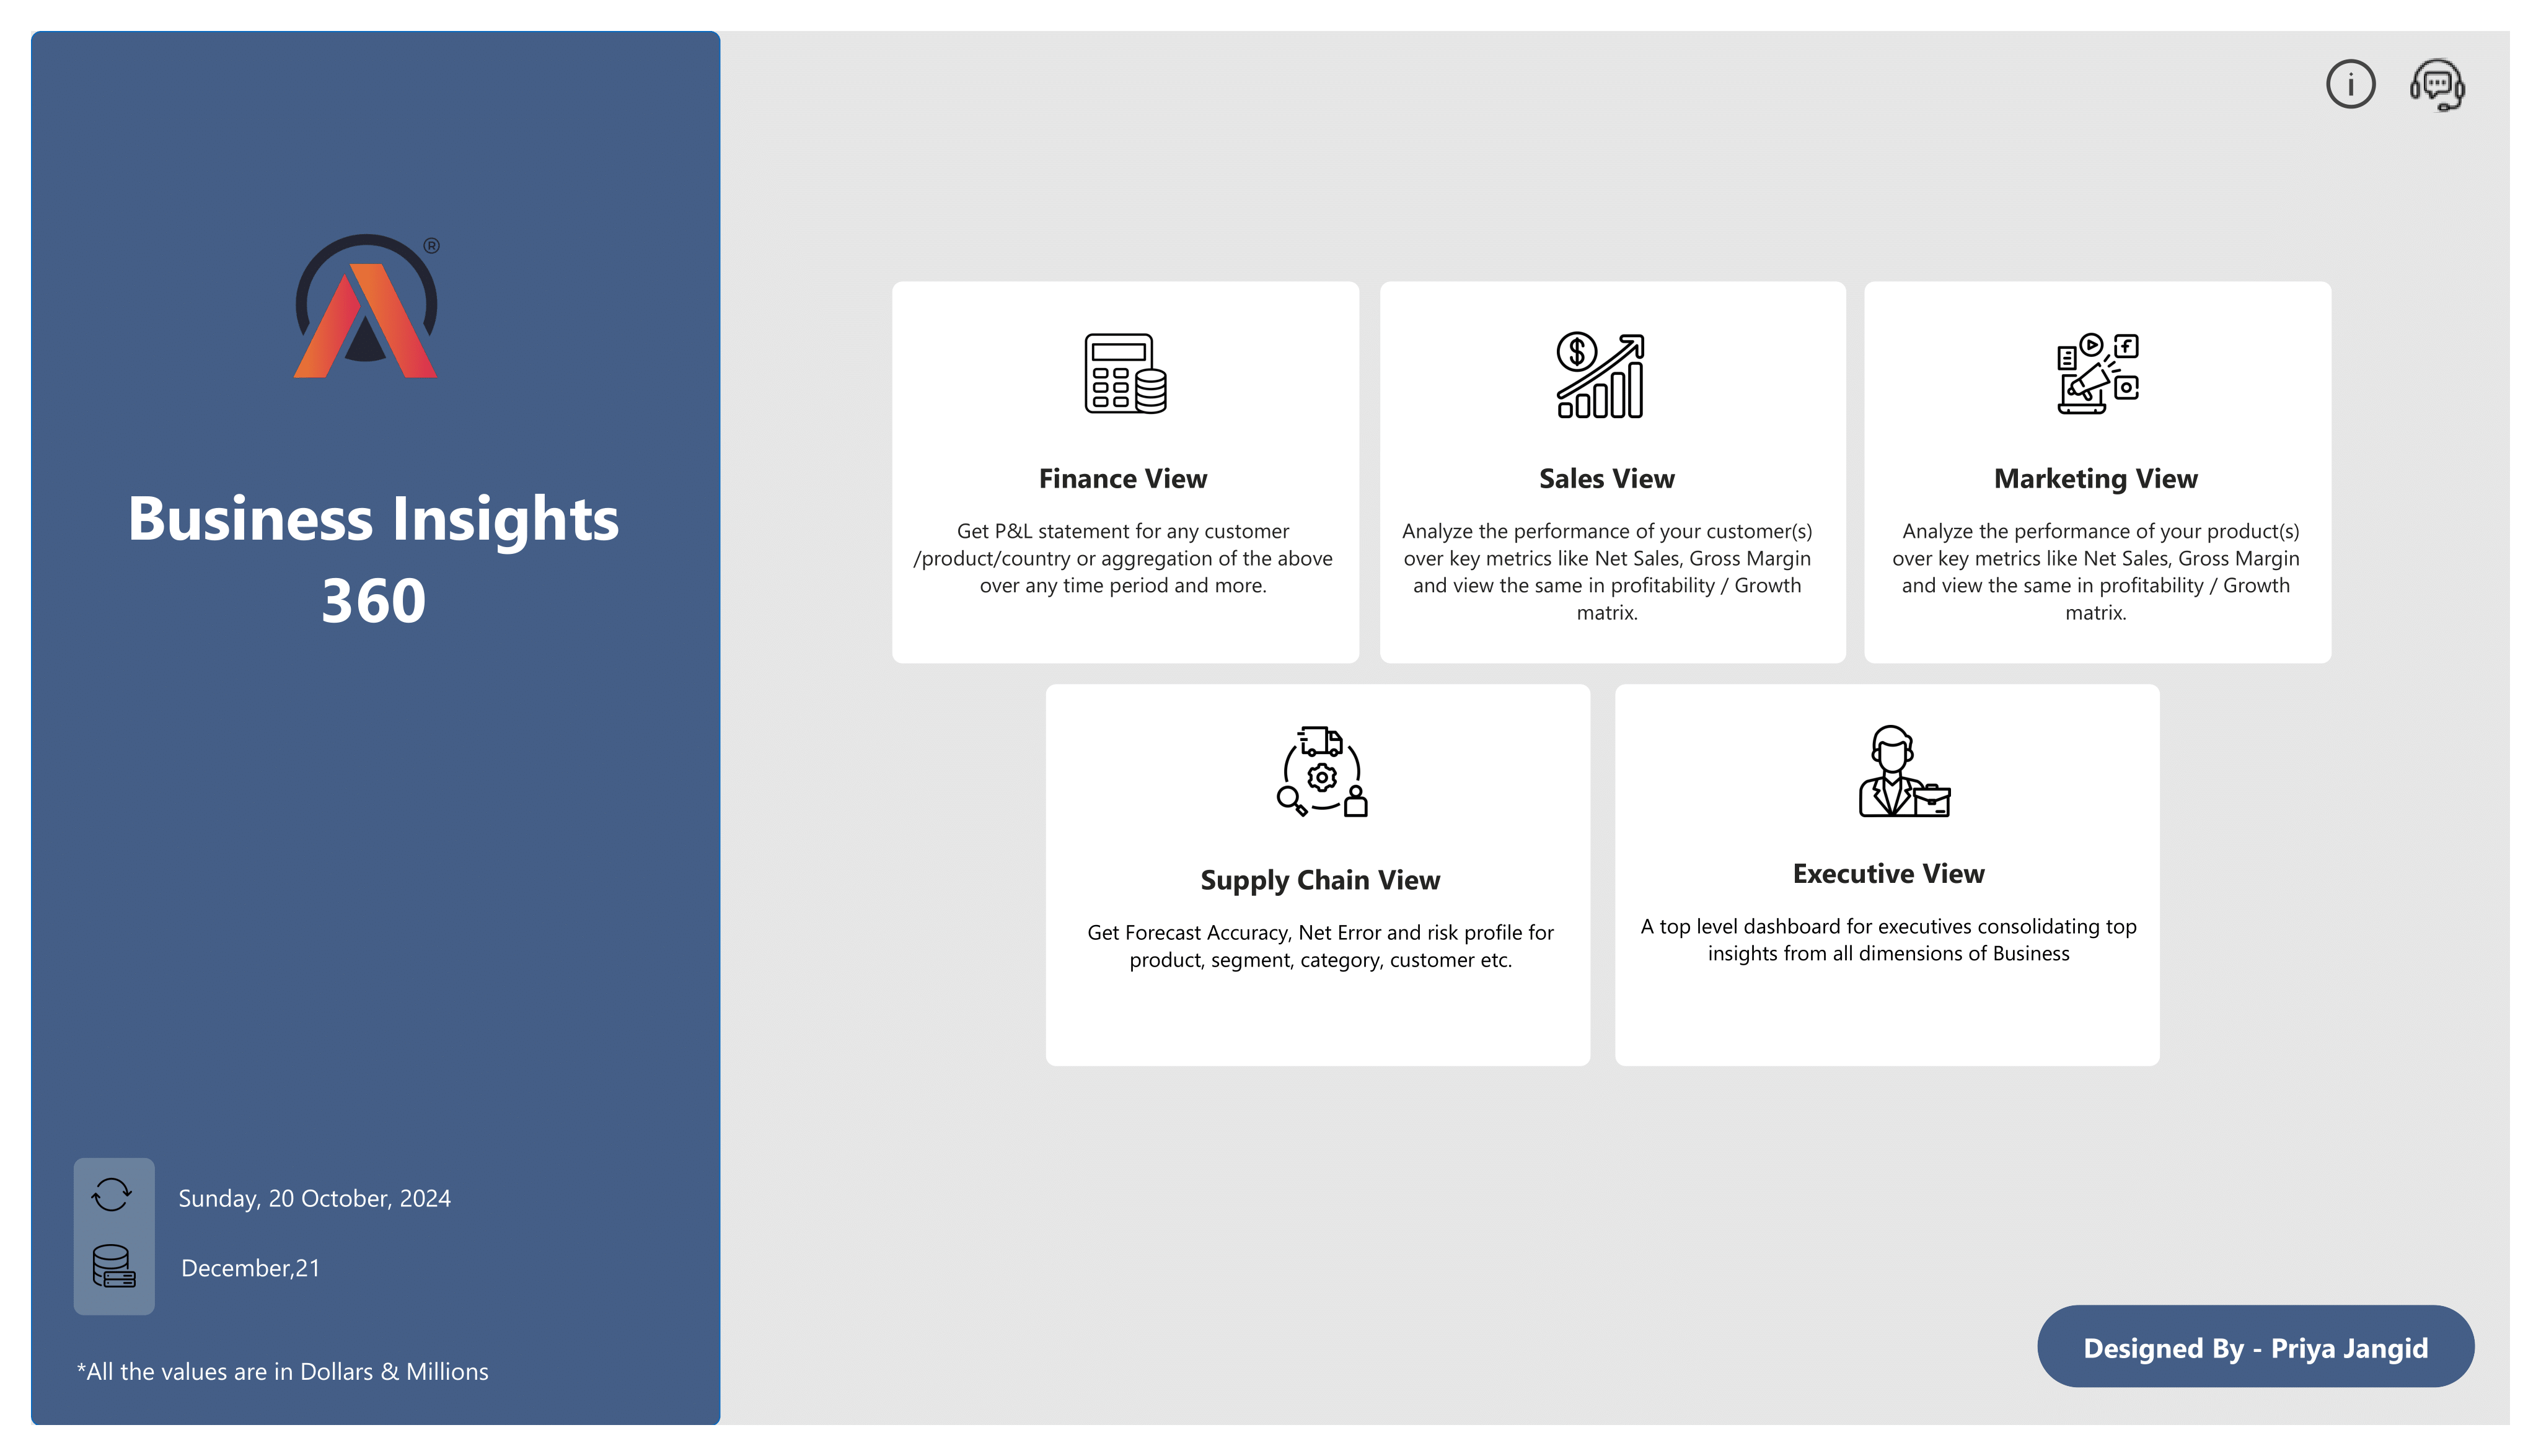 ®
Business Insights
360
Sunday, 20 October, 2024
December,21
*All the values are in Dollars & Millions
i
Finance View
Get P&L statement for any customer
/product/country or aggregation of the above
over any time period and more.
Sales View
Analyze the performance of your customer(s)
over key metrics like Net Sales, Gross Margin
and view the same in profitability / Growth
matrix.
Marketing View
Analyze the performance of your product(s)
over key metrics like Net Sales, Gross Margin
and view the same in profitability / Growth
matrix.
Supply Chain View
Get Forecast Accuracy, Net Error and risk profile for
product, segment, category, customer etc.
Executive View
A top level dashboard for executives consolidating top
insights from all dimensions of Business
Designed By - Priya Jangid